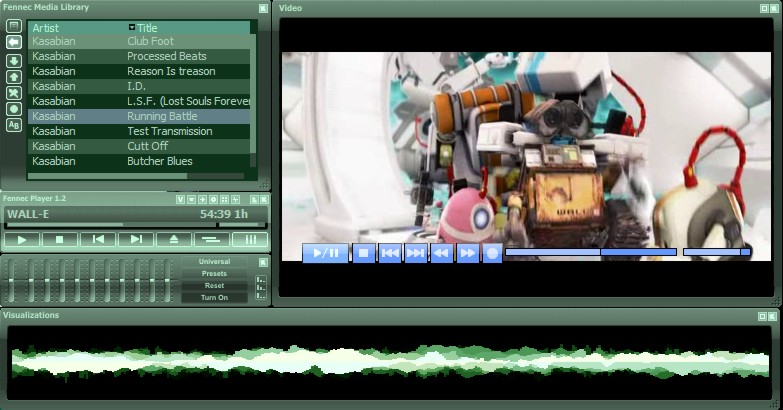 Fennec Media Library
Artist Title
Kasabian Club Foot
Kasabian Processed Beats
Kasabian Reason Is treason
Kasabian I.D.
Kasabian L.S.F. (Lost Souls Forever
Kasabian Running Battle
Kasabian Test Transmission
Kasabian Cutt Off
Kasabian Butcher Blues
AB
Fennec Player 1.2
V
WALL-E 54:39 1h
Universal
Presets
Reset
Turn On
Video
WALL-E
Visualizations